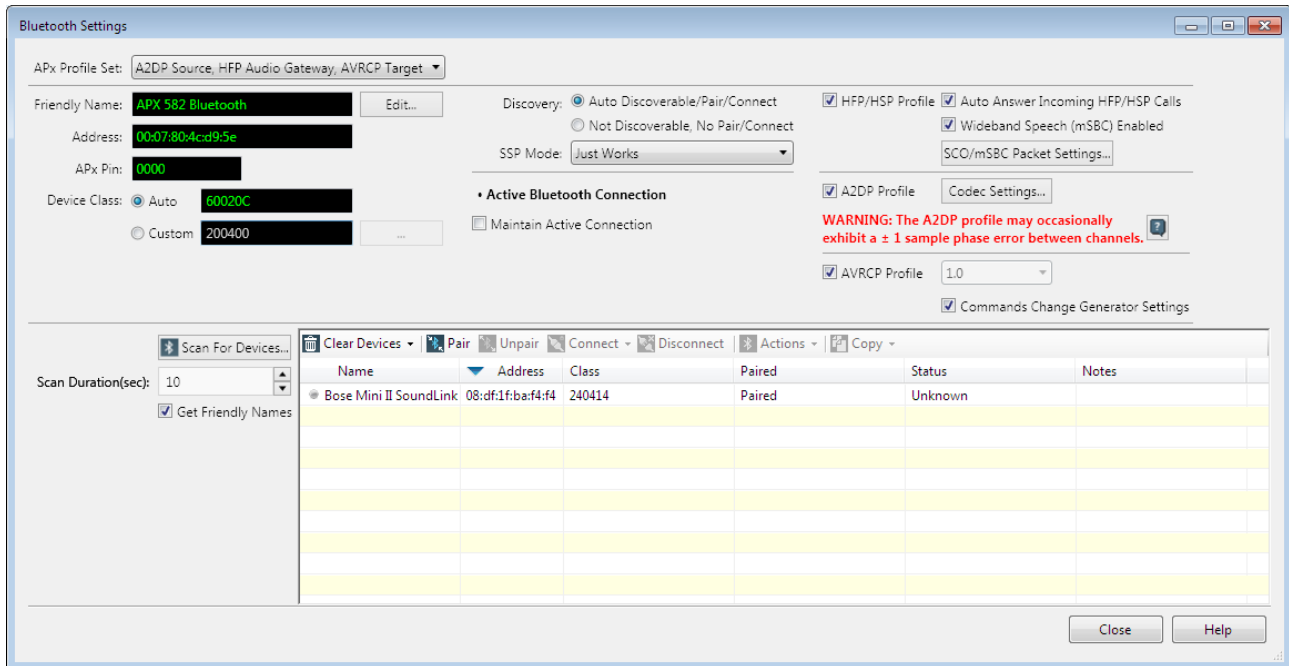 Bluetooth Settings
APx Profile Set: A2DP Source, HFP Audio Gateway, AVRCP Target
Friendly Name: APX 582 Bluetooth Edit...
Address: 00:07:80:4c:d9:5e
APx Pin: 0000
Device Class: Auto 60020C
Custom 200400 ...
Discovery: Auto Discoverable/Pair/Connect
Not Discoverable, No Pair/Connect
SSP Mode: Just Works
• Active Bluetooth Connection
Maintain Active Connection
HFP/HSP Profile Auto Answer Incoming HFP/HSP Calls
Wideband Speech (mSBC) Enabled
SCO/mSBC Packet Settings...
A2DP Profile Codec Settings...
WARNING: The A2DP profile may occasionally
exhibit a ± 1 sample phase error between channels. ?
AVRCP Profile 1.0
Commands Change Generator Settings
Scan For Devices...
Scan Duration(sec): 10
Get Friendly Names
Clear Devices Pair Unpair Connect Disconnect Actions Copy
Name Address Class Paired Status Notes
Bose Mini II SoundLink 08:df:1f:ba:f4:f4 240414 Paired Unknown
Close Help